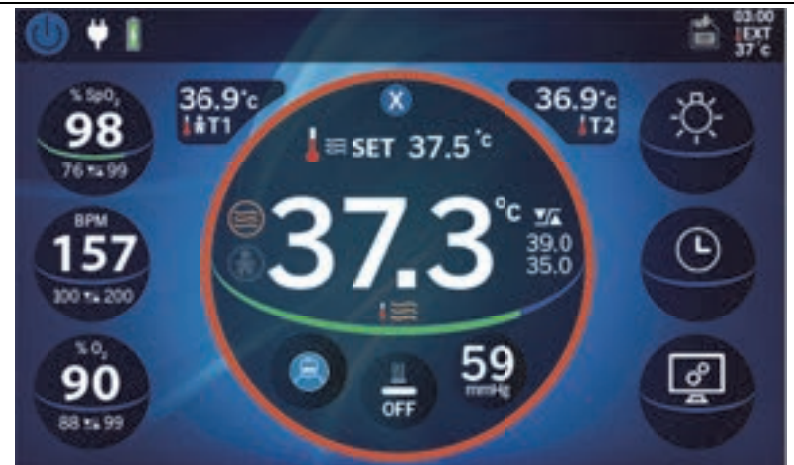 03:00
EXT
37°c
% SpO₂
98
76 99
36.9°c
T1
X
36.9°c
T2
SET 37.5°c
BPM
157
100 200
37.3°c
39.0
35.0
% O₂
90
88 99
OFF
59
mmHg